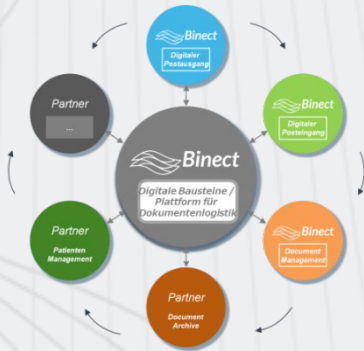 Binect
Digitaler
Postausgang
Binect
Digitaler
Posteingang
Binect
Document
Management
Partner
Document
Archive
Partner
Patienten
Management
Partner
...
Binect
Digitale Bausteine /
Plattform für
Dokumentenlogistik